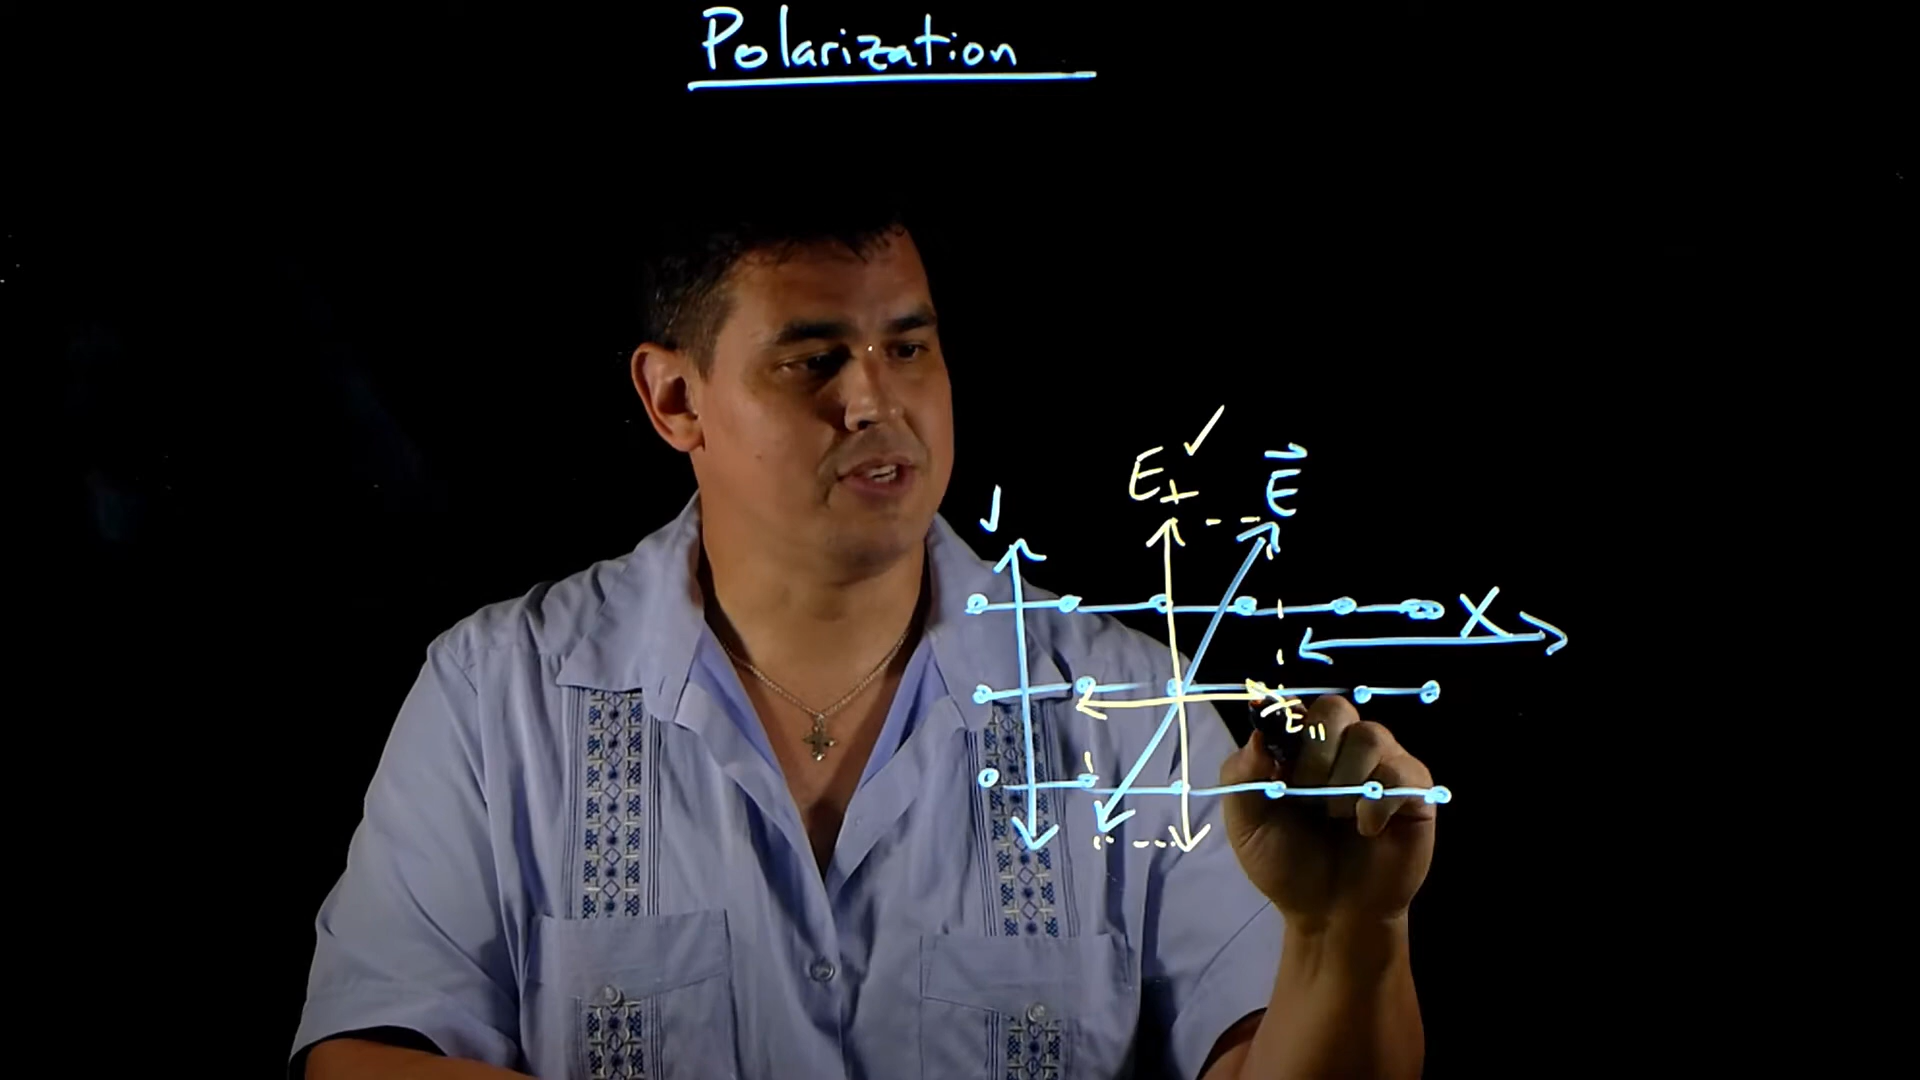 Polarization
E⊥ ✓
E⃗
✓
X
E||